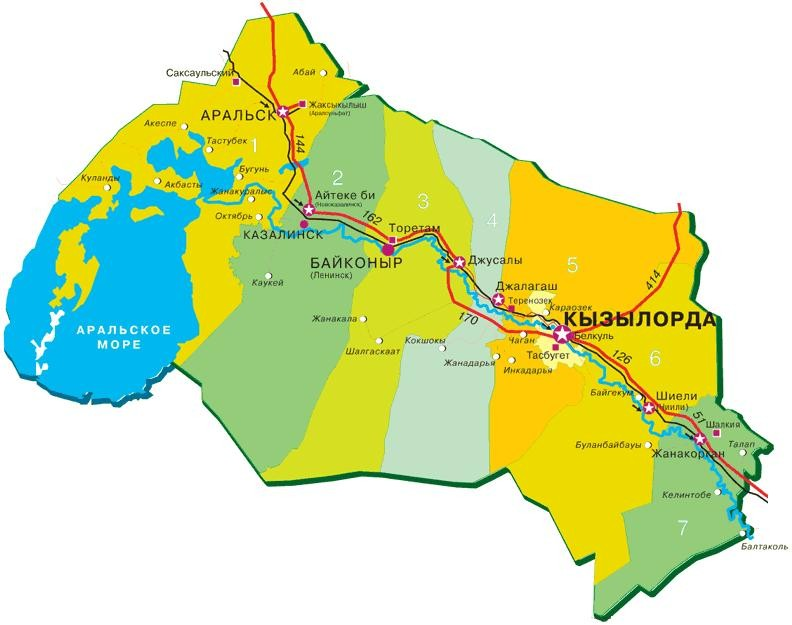 Саксаульский
Абай
АРАЛЬСК
Жаксыкылыш
(Аралсульфат)
Акеспе
Тастубек
1
144
Бугунь
Куланды
Акбасты
Жанакуралыс
Октябрь
2
Айтеке би
(Новоказалинск)
КАЗАЛИНСК
162
3
Торетам
4
БАЙКОНЫР
(Ленинск)
Джусалы
5
Каукей
Джалагаш
Теренозек
Караозек
414
КЫЗЫЛОРДА
Белкуль
Жанакала
170
АРАЛЬСКОЕ
МОРЕ
Шалгаскаат
Кокшокы
Чаган
Тасбугет
Жанадарья
Инкадарья
126
6
Байгекум
Шиели
(Чиили)
51
Шалкия
Буланбайбауы
Талап
Жанакорган
Келинтобе
7
Балтаколь